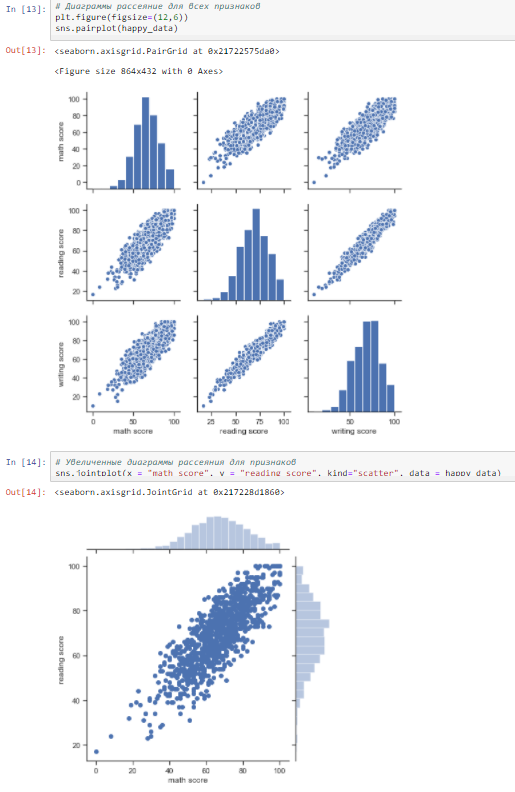 In [13]:
# Диаграммы рассеяние для всех признаков
plt.figure(figsize=(12,6))
sns.pairplot(happy_data)
Out[13]: <seaborn.axisgrid.PairGrid at 0x21722575da0>
<Figure size 864x432 with 0 Axes>
math score
100
80
60
40
20
0
reading score
100
80
60
40
20
writing score
100
80
60
40
20
0 50 100
math score
25 50 75 100
reading score
50 100
writing score
In [14]:
# Увеличенные диаграммы рассеяния для признаков
sns.jointplot(x = "math score", y = "reading score", kind="scatter", data = happy_data)
Out[14]: <seaborn.axisgrid.JointGrid at 0x217228d1860>
reading score
100
80
60
40
20
0 20 40 60 80 100
math score